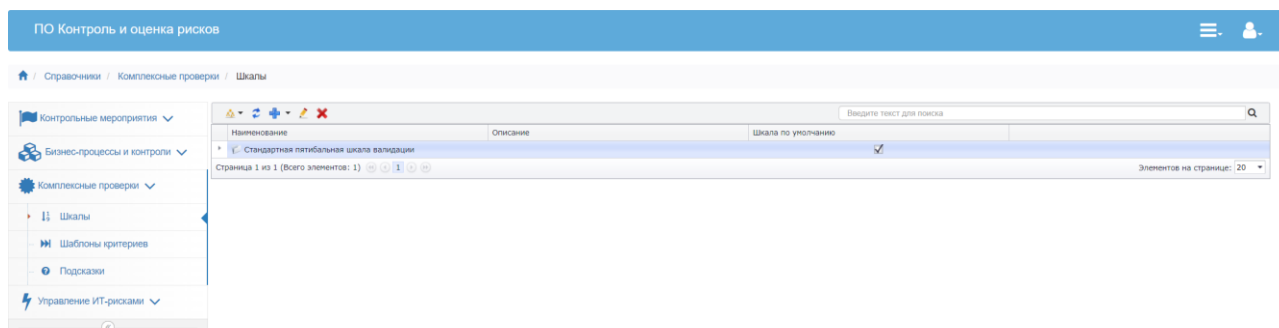 ПО Контроль и оценка рисков
/ Справочники / Комплексные проверки / Шкалы
Контрольные мероприятия
Бизнес-процессы и контроли
Комплексные проверки
Шкалы
Шаблоны критериев
Подсказки
Управление ИТ-рисками
Введите текст для поиска
Наименование Описание Шкала по умолчанию
Стандартная пятибальная шкала валидации
Страница 1 из 1 (Всего элементов: 1) 1 Элементов на странице: 20